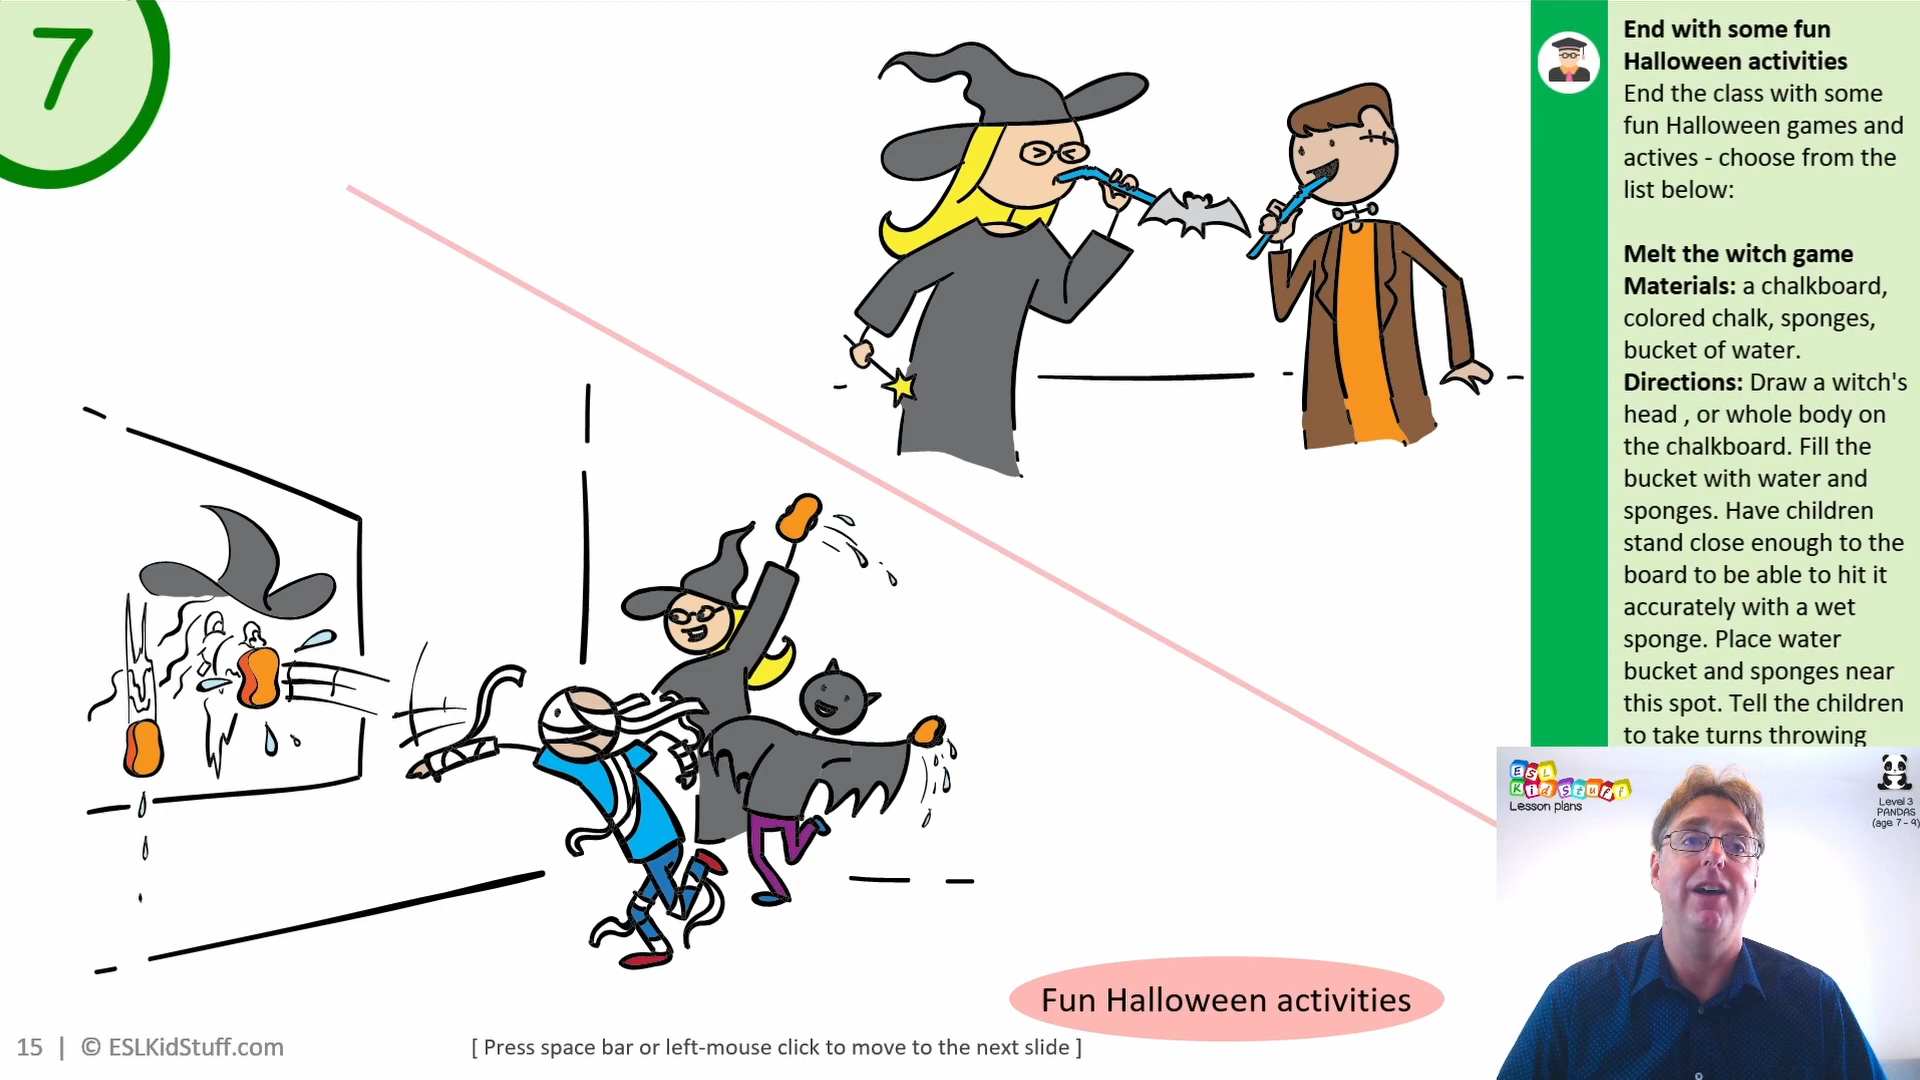 7
End with some fun
Halloween activities
End the class with some
fun Halloween games and
actives - choose from the
list below:
Melt the witch game
Materials: a chalkboard,
colored chalk, sponges,
bucket of water.
Directions: Draw a witch's
head , or whole body on
the chalkboard. Fill the
bucket with water and
sponges. Have children
stand close enough to the
board to be able to hit it
accurately with a wet
sponge. Place water
bucket and sponges near
this spot. Tell the children
to take turns throwing
ESL
KidStuff
Lesson plans
Level 3
PANDAS
(age 7 - 9)
Fun Halloween activities
15 | © ESLKidStuff.com
[ Press space bar or left-mouse click to move to the next slide ]